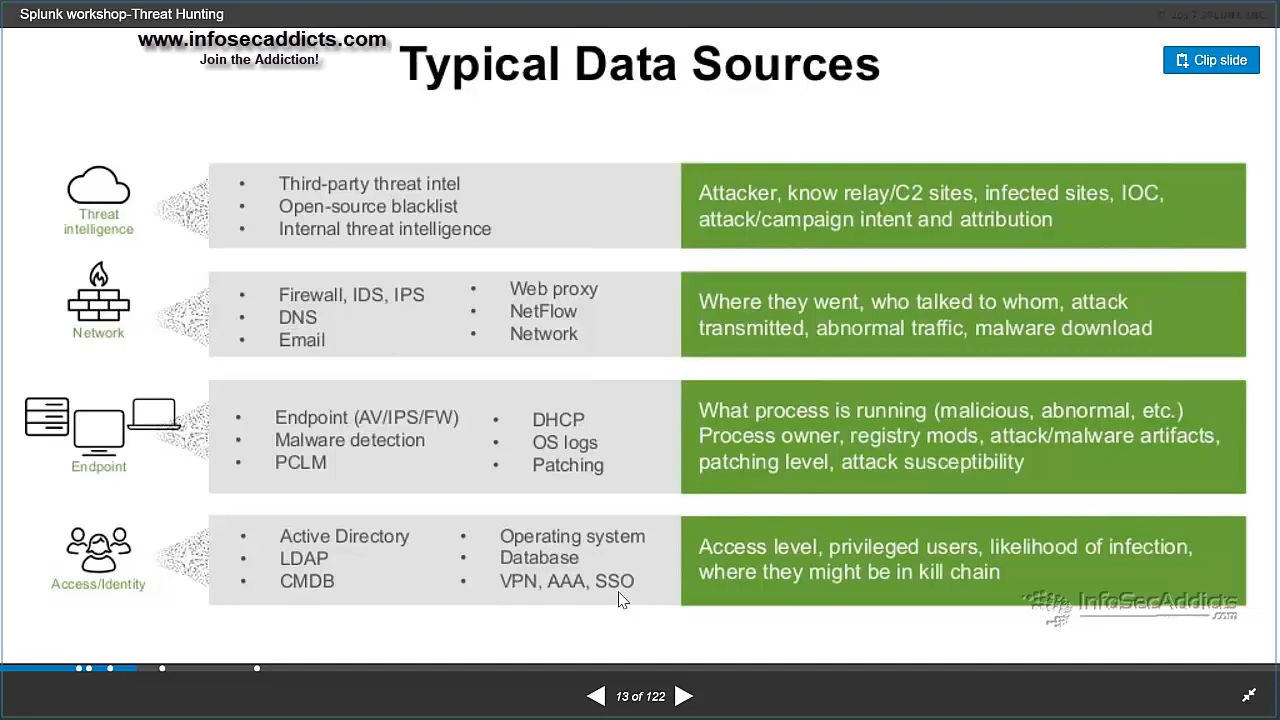 Splunk workshop-Threat Hunting
© 2017 SPLUNK INC.
www.infosecaddicts.com
Join the Addiction!
Typical Data Sources
Clip slide
Threat
intelligence
• Third-party threat intel
• Open-source blacklist
• Internal threat intelligence
Attacker, know relay/C2 sites, infected sites, IOC,
attack/campaign intent and attribution
Network
• Firewall, IDS, IPS
• DNS
• Email
• Web proxy
• NetFlow
• Network
Where they went, who talked to whom, attack
transmitted, abnormal traffic, malware download
Endpoint
• Endpoint (AV/IPS/FW)
• Malware detection
• PCLM
• DHCP
• OS logs
• Patching
What process is running (malicious, abnormal, etc.)
Process owner, registry mods, attack/malware artifacts,
patching level, attack susceptibility
Access/Identity
• Active Directory
• LDAP
• CMDB
• Operating system
• Database
• VPN, AAA, SSO
Access level, privileged users, likelihood of infection,
where they might be in kill chain
InfoSecAddicts
.com
13 of 122